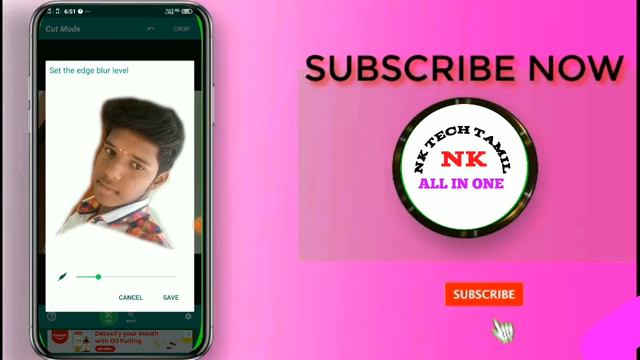 6:51
Cut Mode
CROP
Set the edge blur level
CANCEL
SAVE
Detoxify your mouth
with Oil Pulling.
SUBSCRIBE NOW
NK TECH TAMIL
NK
ALL IN ONE
SUBSCRIBE